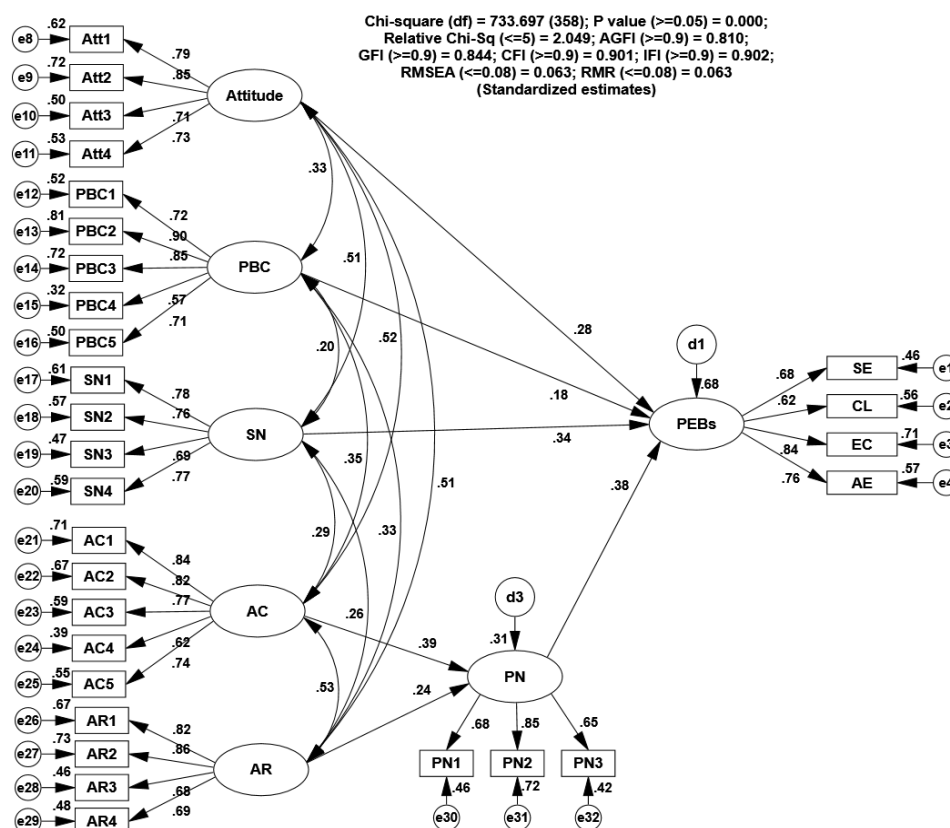 Chi-square (df) = 733.697 (358); P value (>=0.05) = 0.000;
Relative Chi-Sq (<=5) = 2.049; AGFI (>=0.9) = 0.810;
GFI (>=0.9) = 0.844; CFI (>=0.9) = 0.901; IFI (>=0.9) = 0.902;
RMSEA (<=0.08) = 0.063; RMR (<=0.08) = 0.063
(Standardized estimates)
e8 .62 Att1 .79
e9 .72 Att2 .85
e10 .50 Att3 .71
e11 .53 Att4 .73
Attitude
e12 .52 PBC1 .72
e13 .81 PBC2 .90
e14 .72 PBC3 .85
e15 .32 PBC4 .57
e16 .50 PBC5 .71
PBC
e17 .61 SN1 .78
e18 .57 SN2 .76
e19 .47 SN3 .69
e20 .59 SN4 .77
SN
e21 .71 AC1 .84
e22 .67 AC2 .82
e23 .59 AC3 .77
e24 .39 AC4 .62
e25 .55 AC5 .74
AC
e26 .67 AR1 .82
e27 .73 AR2 .86
e28 .46 AR3 .68
e29 .48 AR4 .69
AR
.33
.51
.52
.20
.35
.51
.29
.33
.26
.53
.28
.18
.34
.38
.39
.24
d1
.68
PEBs
.68 SE .46
.62 CL .56 e2
.84 EC .71 e3
.76 AE .57 e4
d3
.31
PN
.68 .85 .65
PN1 PN2 PN3
.46 .72 .42
e30 e31 e32